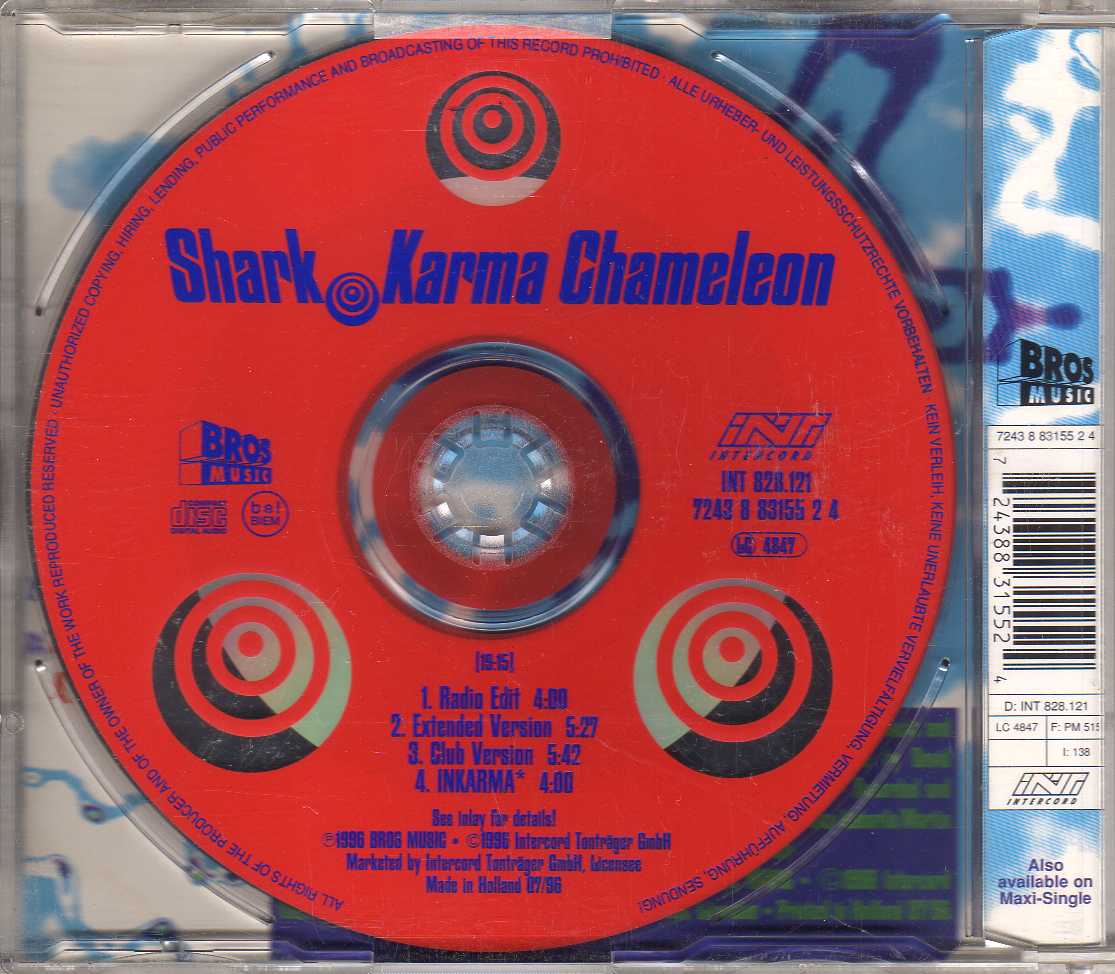 ALL RIGHTS OF THE PRODUCER AND OF THE OWNER OF THE WORK REPRODUCED RESERVED · UNAUTHORIZED COPYING, HIRING, LENDING, PUBLIC PERFORMANCE AND BROADCASTING OF THIS RECORD PROHIBITED · ALLE URHEBER- UND LEISTUNGSSCHUTZRECHTE VORBEHALTEN · KEIN VERLEIH, KEINE UNERLAUBTE VERVIELFÄLTIGUNG, VERMIETUNG, AUFFÜHRUNG, SENDUNG!
Shark Karma Chameleon
BROS
MUSIC
COMPACT
disc
DIGITAL AUDIO
bel
BIEM
INT
INTERCORD
INT 828.121
7243 8 83155 2 4
LC 4847
[19:15]
1. Radio Edit 4:00
2. Extended Version 5:27
3. Club Version 5:42
4. INKARMA* 4:00
See inlay for details!
℗1996 BROS MUSIC · ©1996 Intercord Tonträger GmbH
Marketed by Intercord Tonträger GmbH, Licensee
Made in Holland 07/96
BROS
MUSIC
7243 8 83155 2 4
7 24388 31552 4
D: INT 828.121
LC 4847
F: PM 515
I: 138
INT
INTERCORD
Also
available on
Maxi-Single